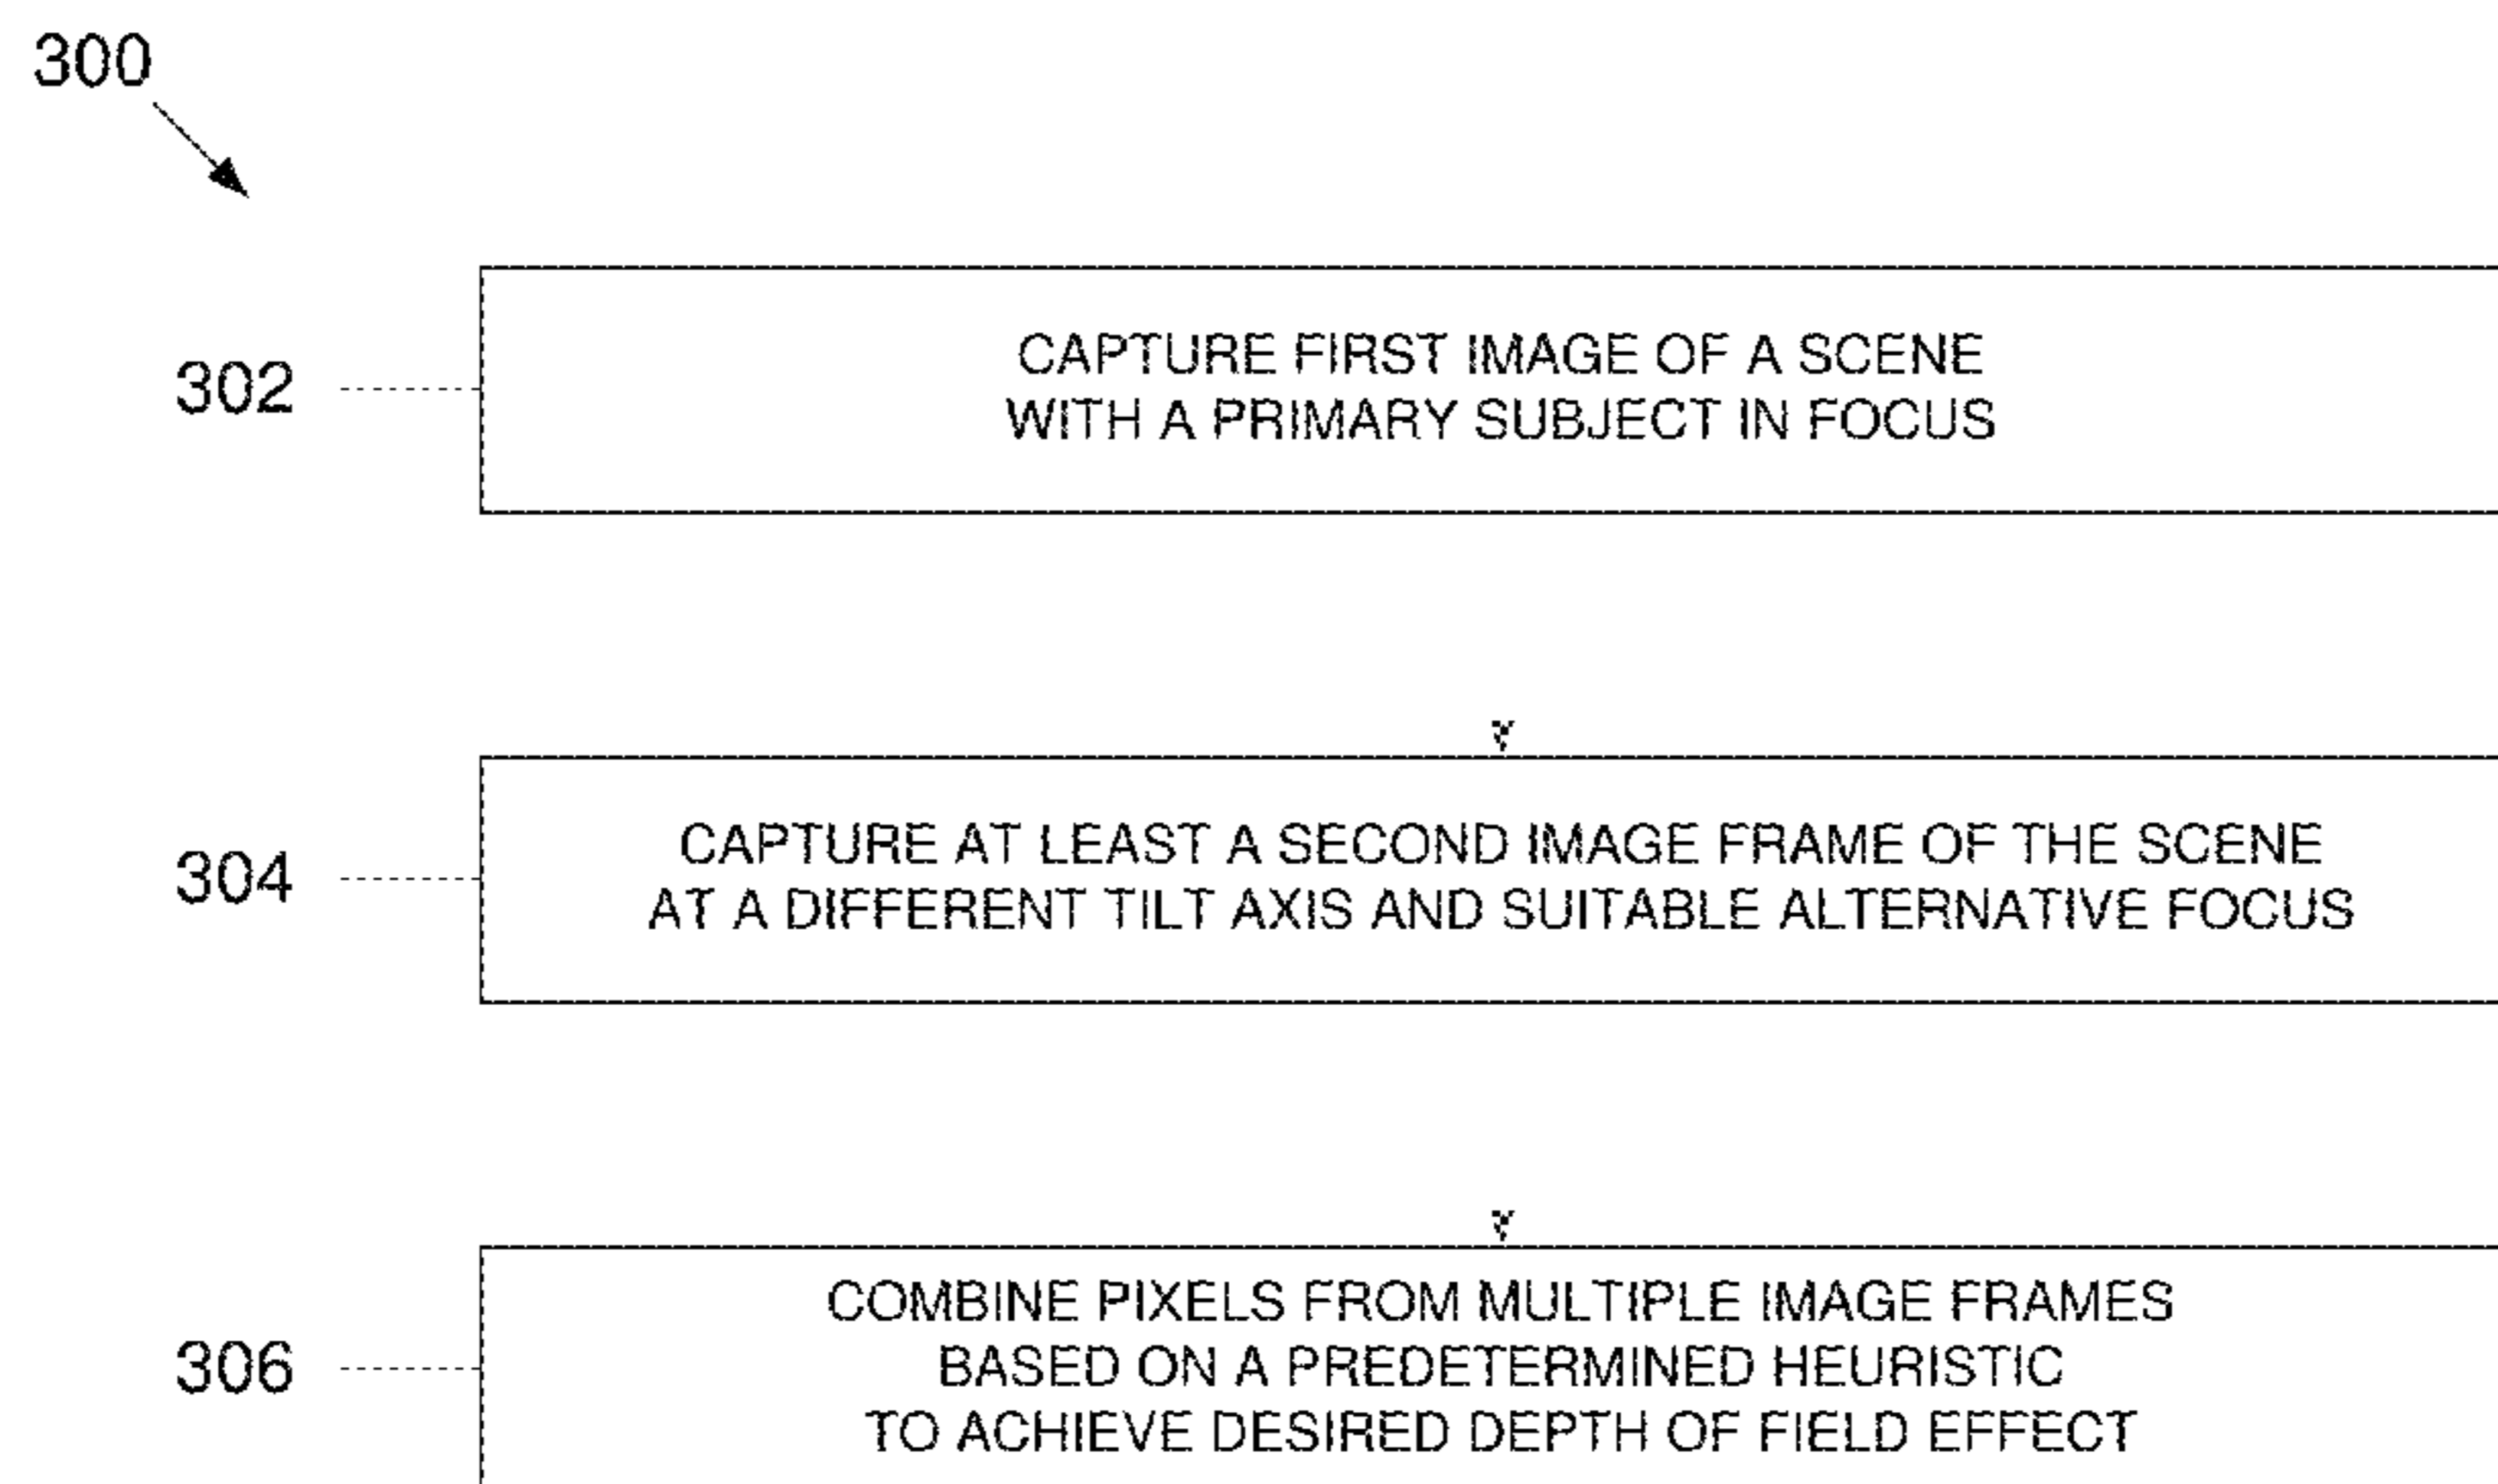 300
302
CAPTURE FIRST IMAGE OF A SCENE
WITH A PRIMARY SUBJECT IN FOCUS
304
CAPTURE AT LEAST A SECOND IMAGE FRAME OF THE SCENE
AT A DIFFERENT TILT AXIS AND SUITABLE ALTERNATIVE FOCUS
306
COMBINE PIXELS FROM MULTIPLE IMAGE FRAMES
BASED ON A PREDETERMINED HEURISTIC
TO ACHIEVE DESIRED DEPTH OF FIELD EFFECT